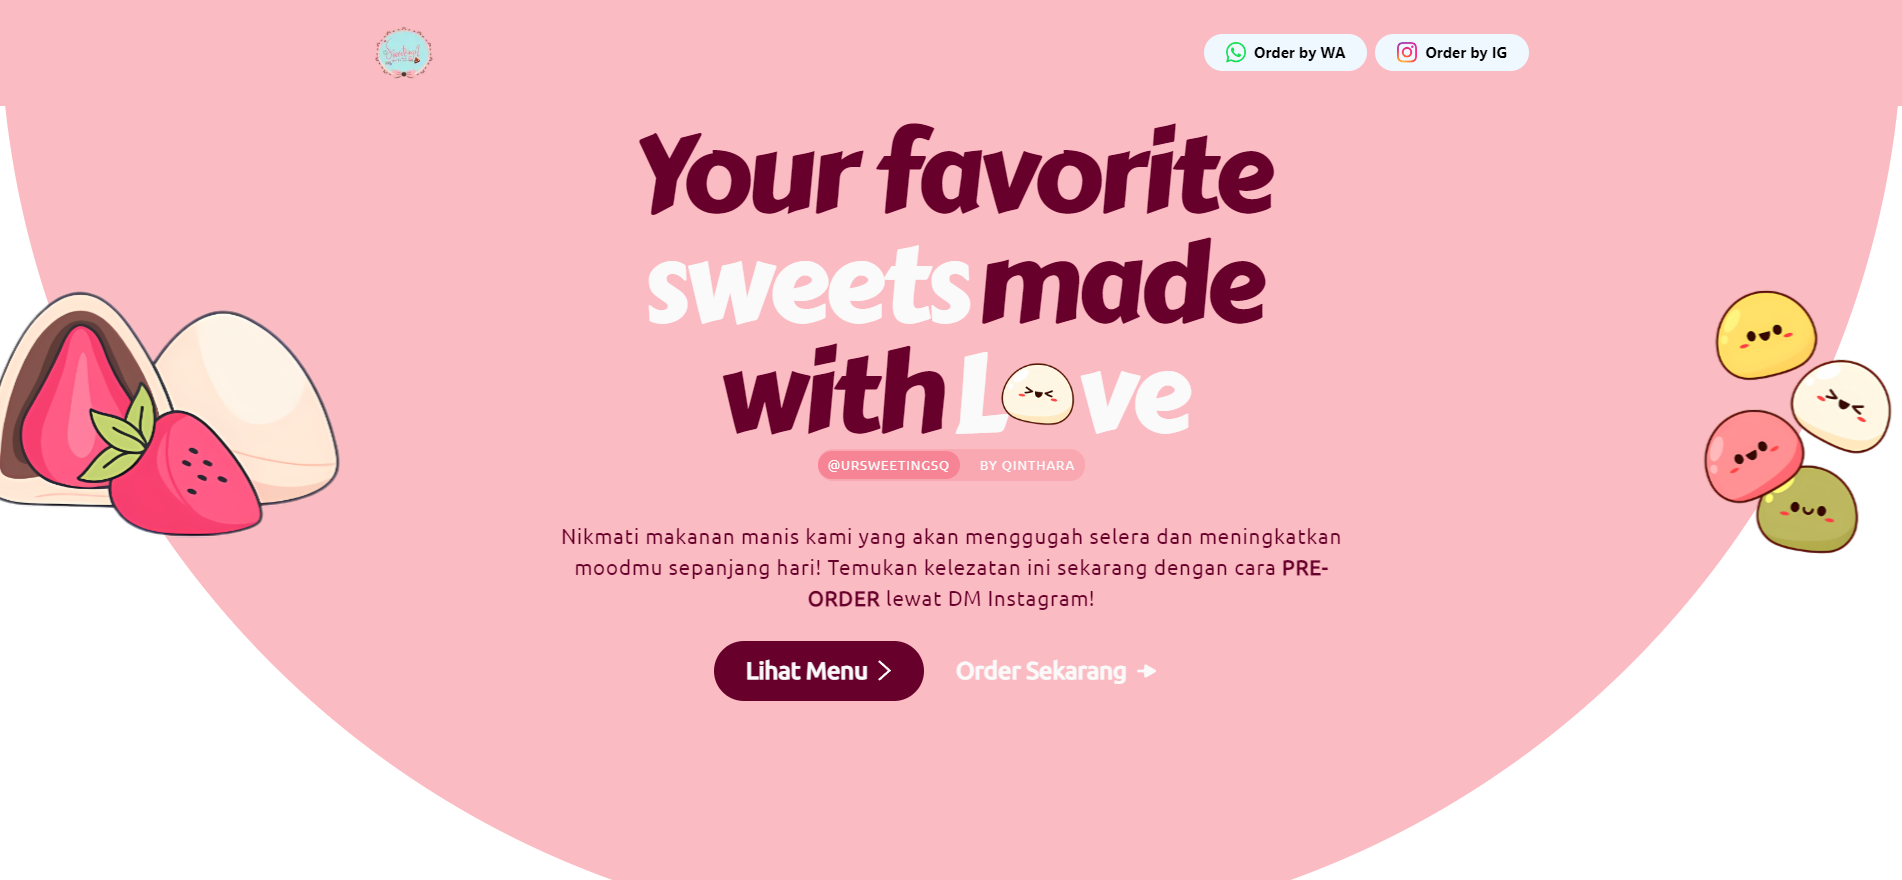 Order by WA
Order by IG
Your favorite
sweets made
with L ve
@URSWEETINGSQ
BY QINTHARA
Nikmati makanan manis kami yang akan menggugah selera dan meningkatkan
moodmu sepanjang hari! Temukan kelezatan ini sekarang dengan cara PRE-
ORDER lewat DM Instagram!
Lihat Menu
Order Sekarang